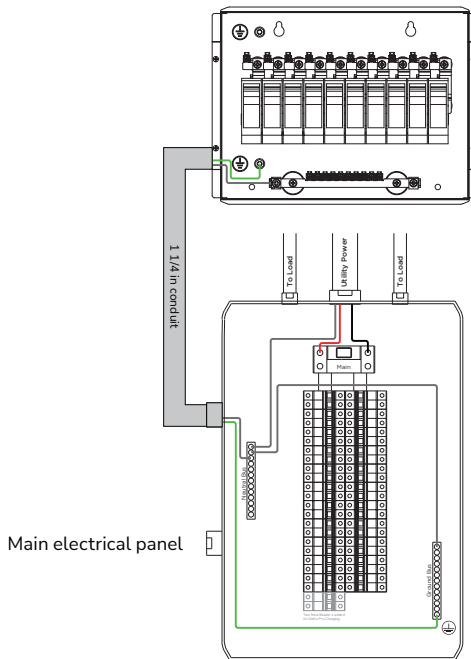 To Load
Utility Power
To Load
1 1/4 in conduit
Main
Neutral Bus
Main electrical panel
Ground Bus